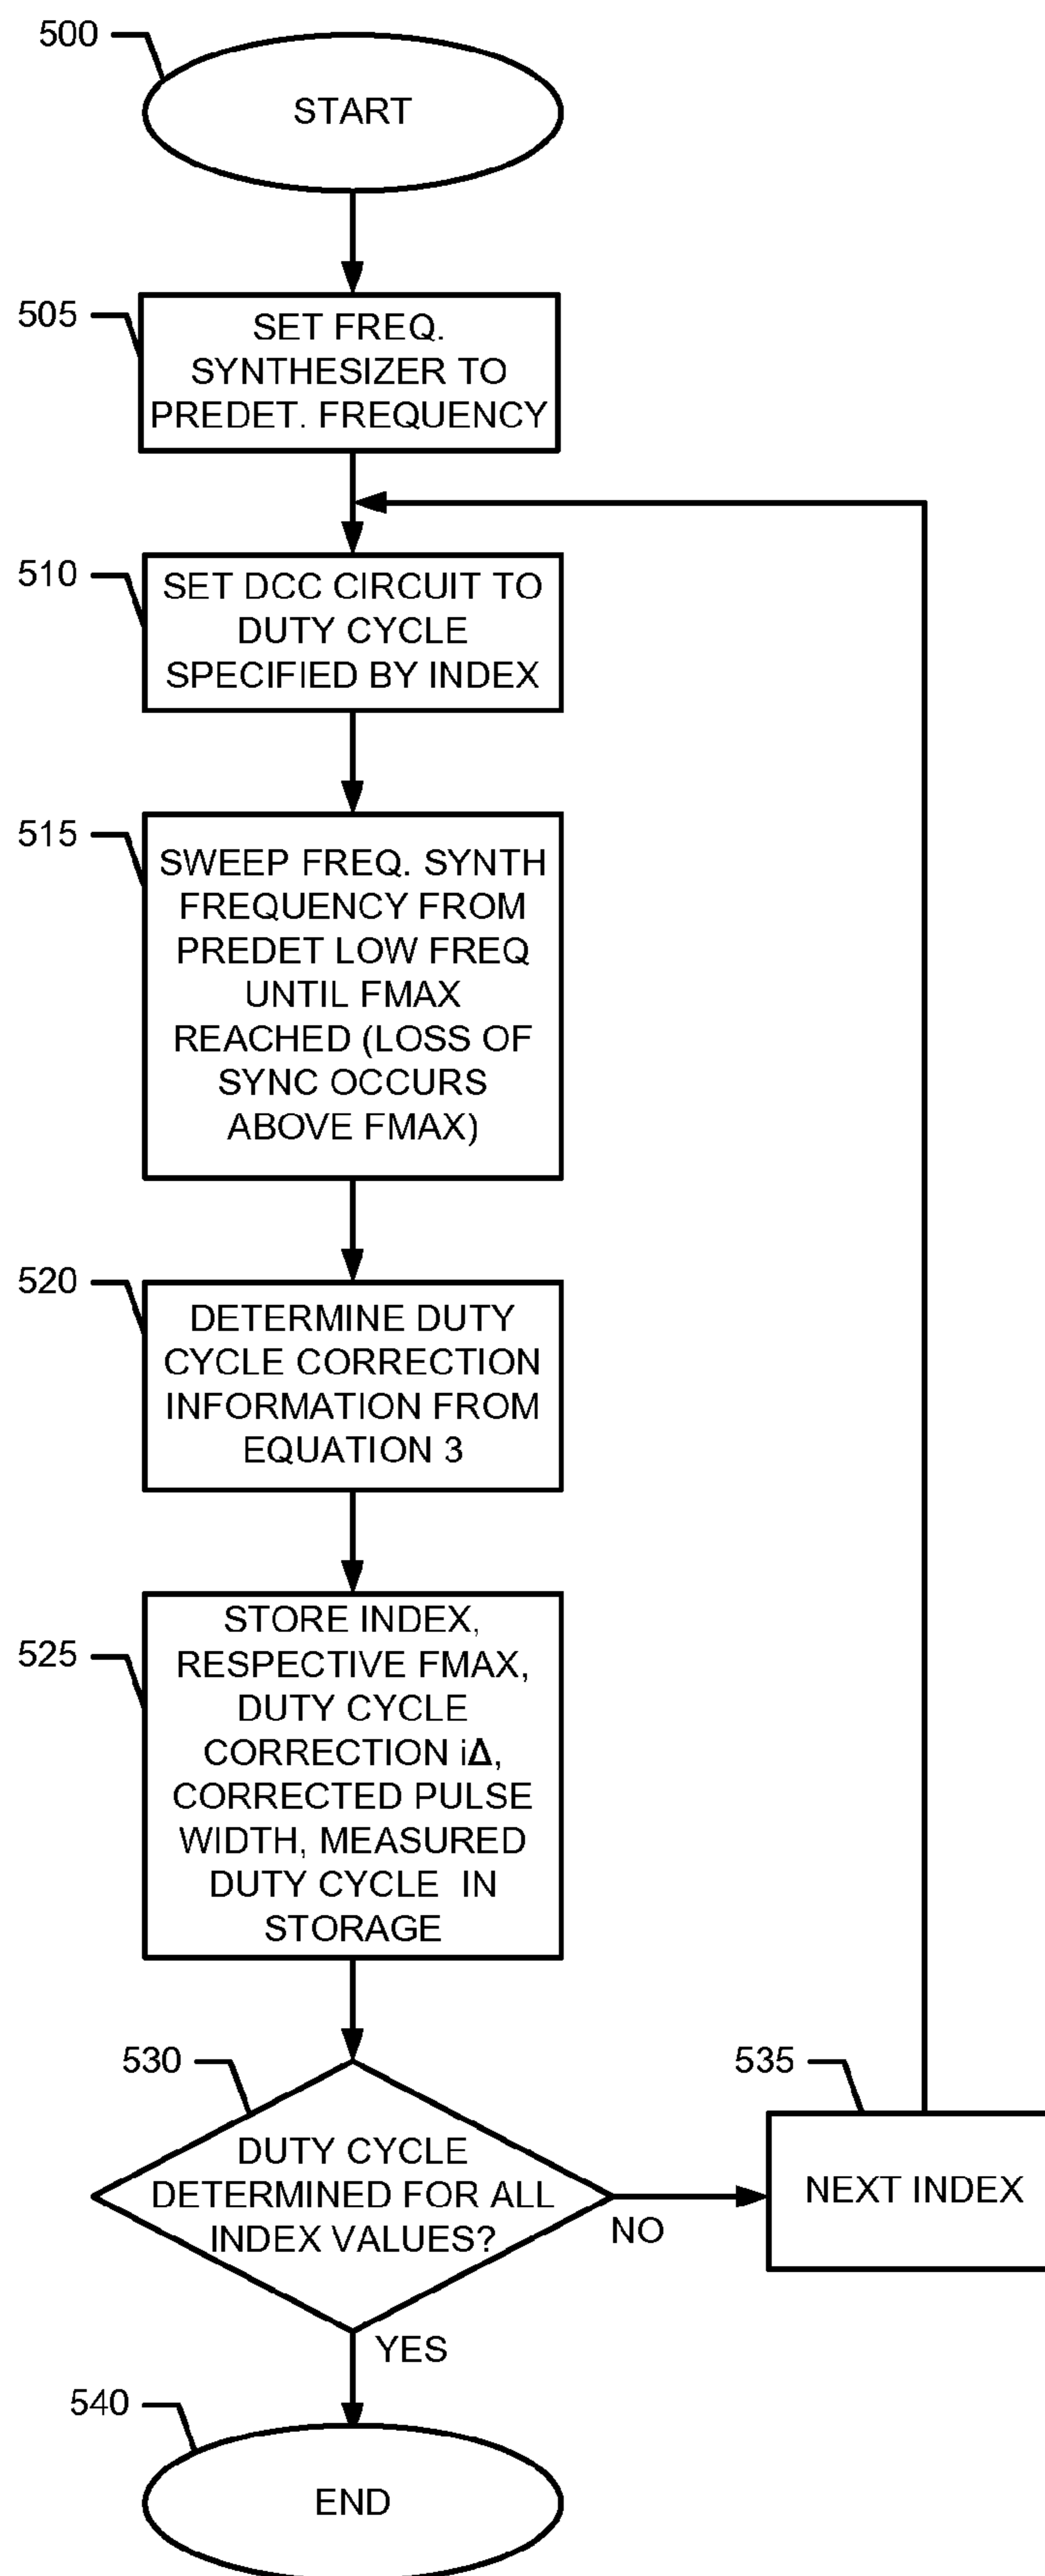 500
START
505
SET FREQ.
SYNTHESIZER TO
PREDET. FREQUENCY
510
SET DCC CIRCUIT TO
DUTY CYCLE
SPECIFIED BY INDEX
515
SWEEP FREQ. SYNTH
FREQUENCY FROM
PREDET LOW FREQ
UNTIL FMAX
REACHED (LOSS OF
SYNC OCCURS
ABOVE FMAX)
520
DETERMINE DUTY
CYCLE CORRECTION
INFORMATION FROM
EQUATION 3
525
STORE INDEX,
RESPECTIVE FMAX,
DUTY CYCLE
CORRECTION iΔ,
CORRECTED PULSE
WIDTH, MEASURED
DUTY CYCLE IN
STORAGE
530
DUTY CYCLE
DETERMINED FOR ALL
INDEX VALUES?
NO
535
NEXT INDEX
YES
540
END